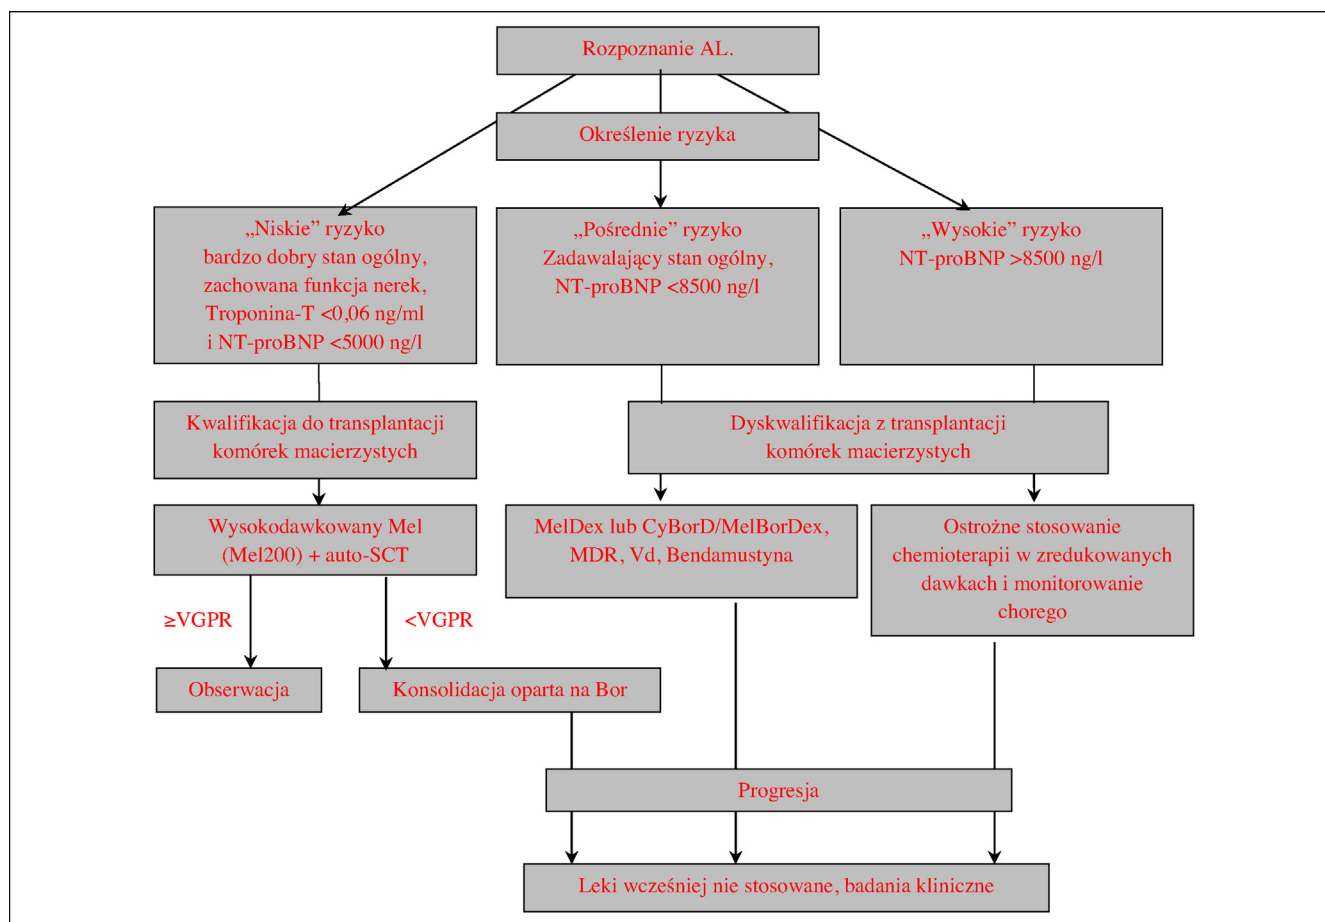 Rozpoznanie AL.
Określenie ryzyka
„Niskie” ryzyko
bardzo dobry stan ogólny,
zachowana funkcja nerek,
Troponina-T <0,06 ng/ml
i NT-proBNP <5000 ng/l
„Pośrednie” ryzyko
Zadawalający stan ogólny,
NT-proBNP <8500 ng/l
„Wysokie” ryzyko
NT-proBNP >8500 ng/l
Kwalifikacja do transplantacji
komórek macierzystych
Dyskwalifikacja z transplantacji
komórek macierzystych
Wysokodawkowany Mel
(Mel200) + auto-SCT
MelDex lub CyBorD/MelBorDex,
MDR, Vd, Bendamustyna
Ostrożne stosowanie
chemioterapii w zredukowanych
dawkach i monitorowanie
chorego
≥VGPR
<VGPR
Obserwacja
Konsolidacja oparta na Bor
Progresja
Leki wcześniej nie stosowane, badania kliniczne